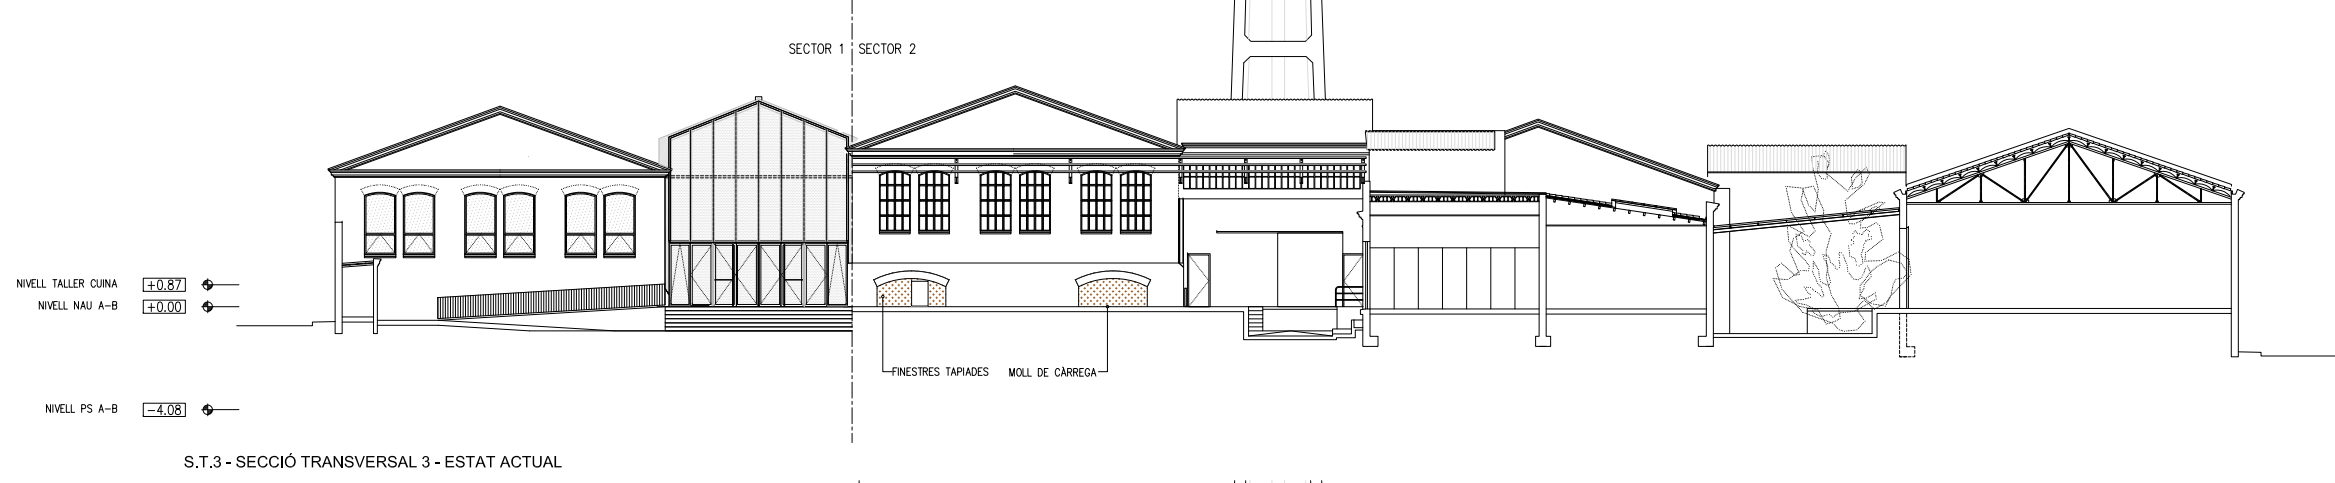 SECTOR 1 SECTOR 2
NIVELL TALLER CUINA +0.87
NIVELL NAU A-B +0.00
FINESTRES TAPIADES MOLL DE CÀRREGA
NIVELL PS A-B -4.08
S.T.3 - SECCIÓ TRANSVERSAL 3 - ESTAT ACTUAL